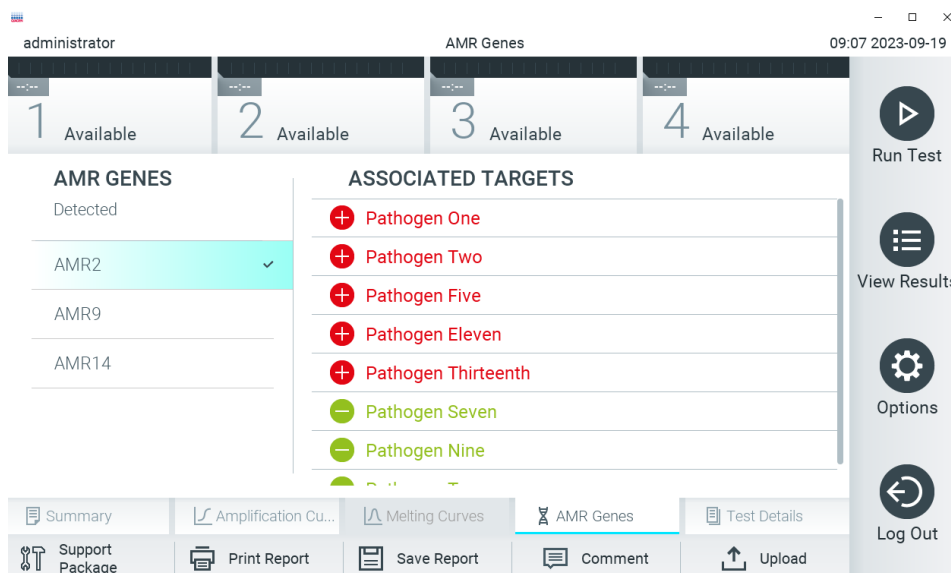 administrator
AMR Genes
09:07 2023-09-19
--:--
--:--
--:--
--:--
1 Available
2 Available
3 Available
4 Available
Run Test
AMR GENES
Detected
AMR2
AMR9
AMR14
ASSOCIATED TARGETS
Pathogen One
Pathogen Two
Pathogen Five
Pathogen Eleven
Pathogen Thirteenth
Pathogen Seven
Pathogen Nine
View Results
Options
Log Out
Summary
Amplification Cu...
Melting Curves
AMR Genes
Test Details
Support
Package
Print Report
Save Report
Comment
Upload